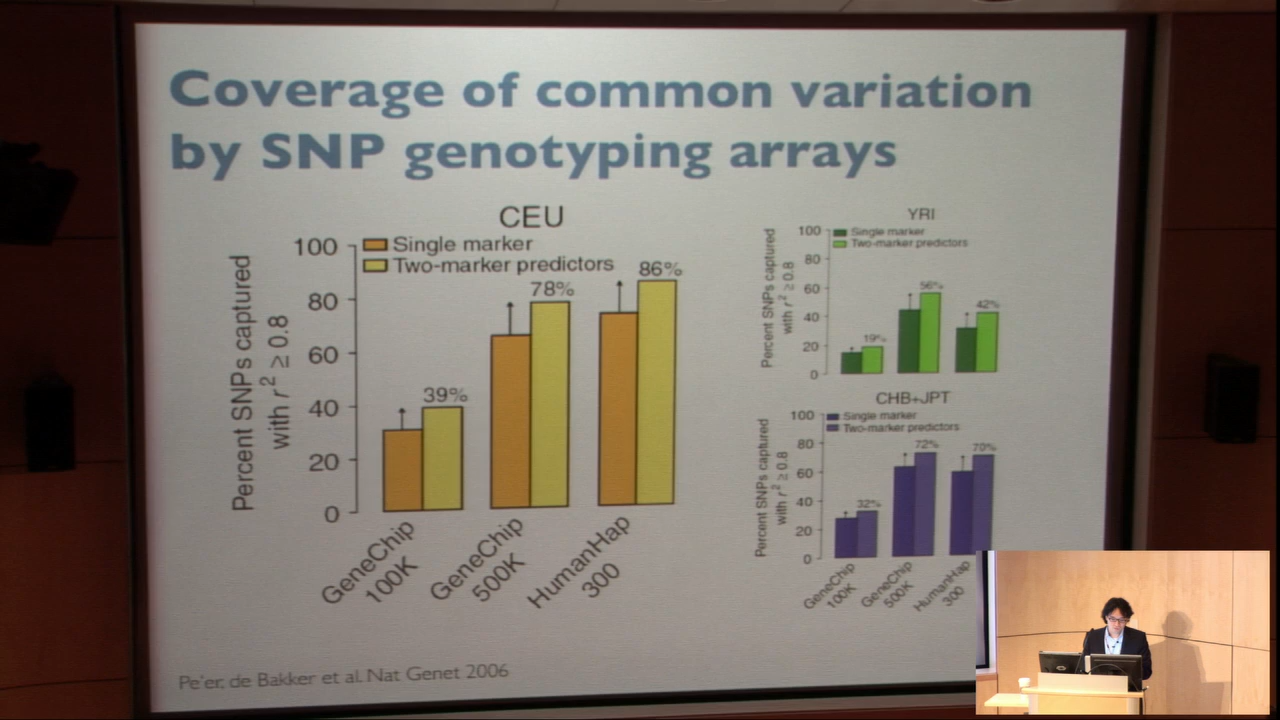 Coverage of common variation
by SNP genotyping arrays
CEU
Single marker
Two-marker predictors
Percent SNPs captured
with r² ≥ 0.8
100
80
60
40
20
0
39%
78%
86%
GeneChip
100K
GeneChip
500K
HumanHap
300
YRI
Single marker
Two-marker predictors
Percent SNPs captured
with r² ≥ 0.8
100
80
60
40
20
0
19%
56%
42%
CHB+JPT
Single marker
Two-marker predictors
Percent SNPs captured
with r² ≥ 0.8
100
80
60
40
20
0
32%
72%
70%
GeneChip
100K
GeneChip
500K
HumanHap
300
Pe'er, de Bakker et al. Nat Genet 2006